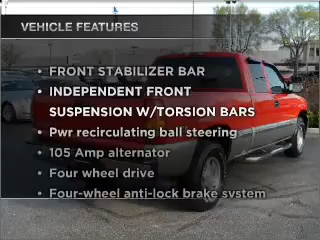 VEHICLE FEATURES
• FRONT STABILIZER BAR
• INDEPENDENT FRONT
SUSPENSION W/TORSION BARS
• Pwr recirculating ball steering
• 105 Amp alternator
• Four wheel drive
• Four-wheel anti-lock brake system